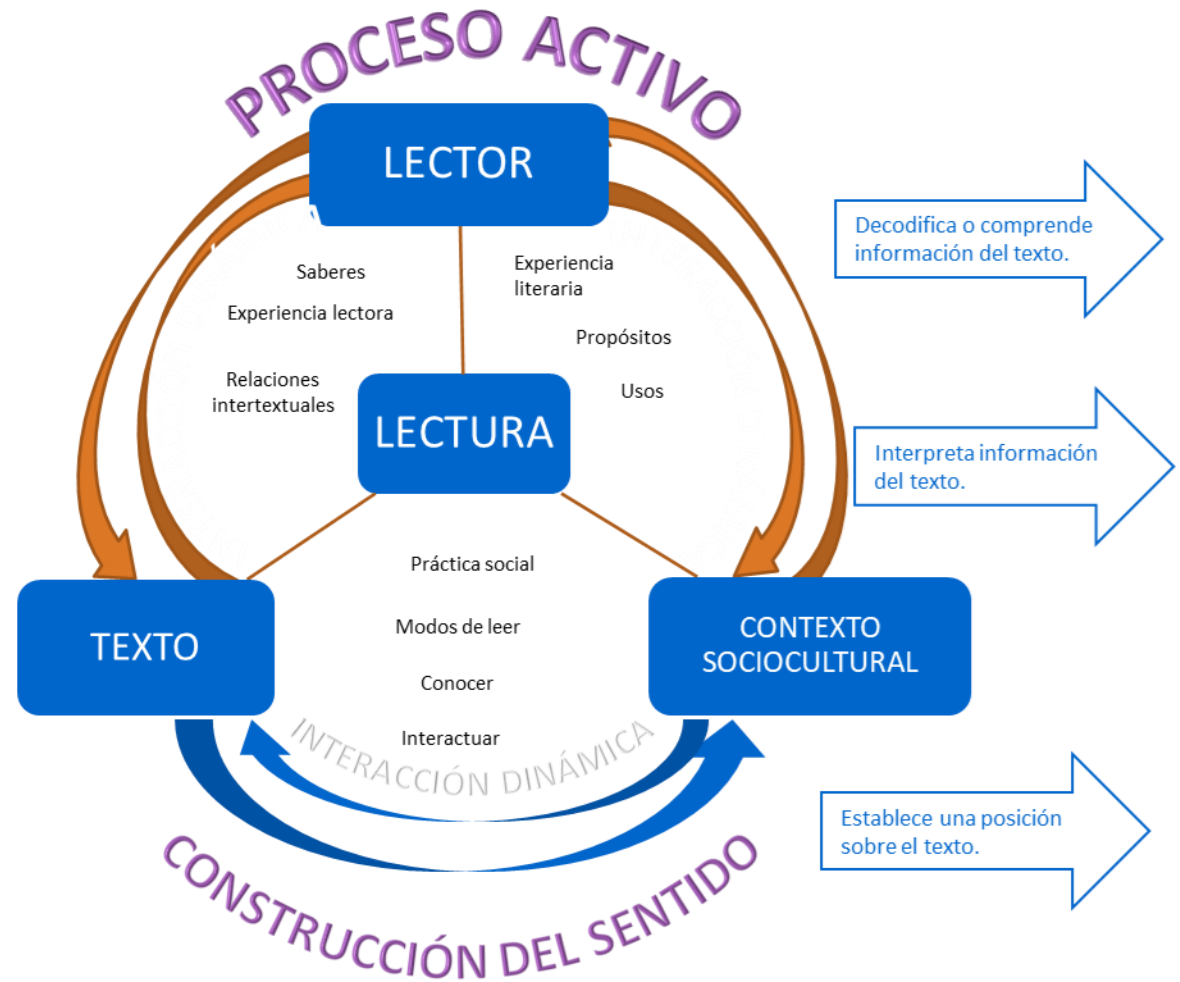 PROCESO ACTIVO
LECTOR
Saberes
Experiencia lectora
Relaciones
intertextuales
Experiencia
literaria
Propósitos
Usos
LECTURA
Práctica social
Modos de leer
Conocer
Interactuar
TEXTO
CONTEXTO
SOCIOCULTURAL
INTERACCIÓN DINÁMICA
CONSTRUCCIÓN DEL SENTIDO
Decodifica o comprende
información del texto.
Interpreta información
del texto.
Establece una posición
sobre el texto.